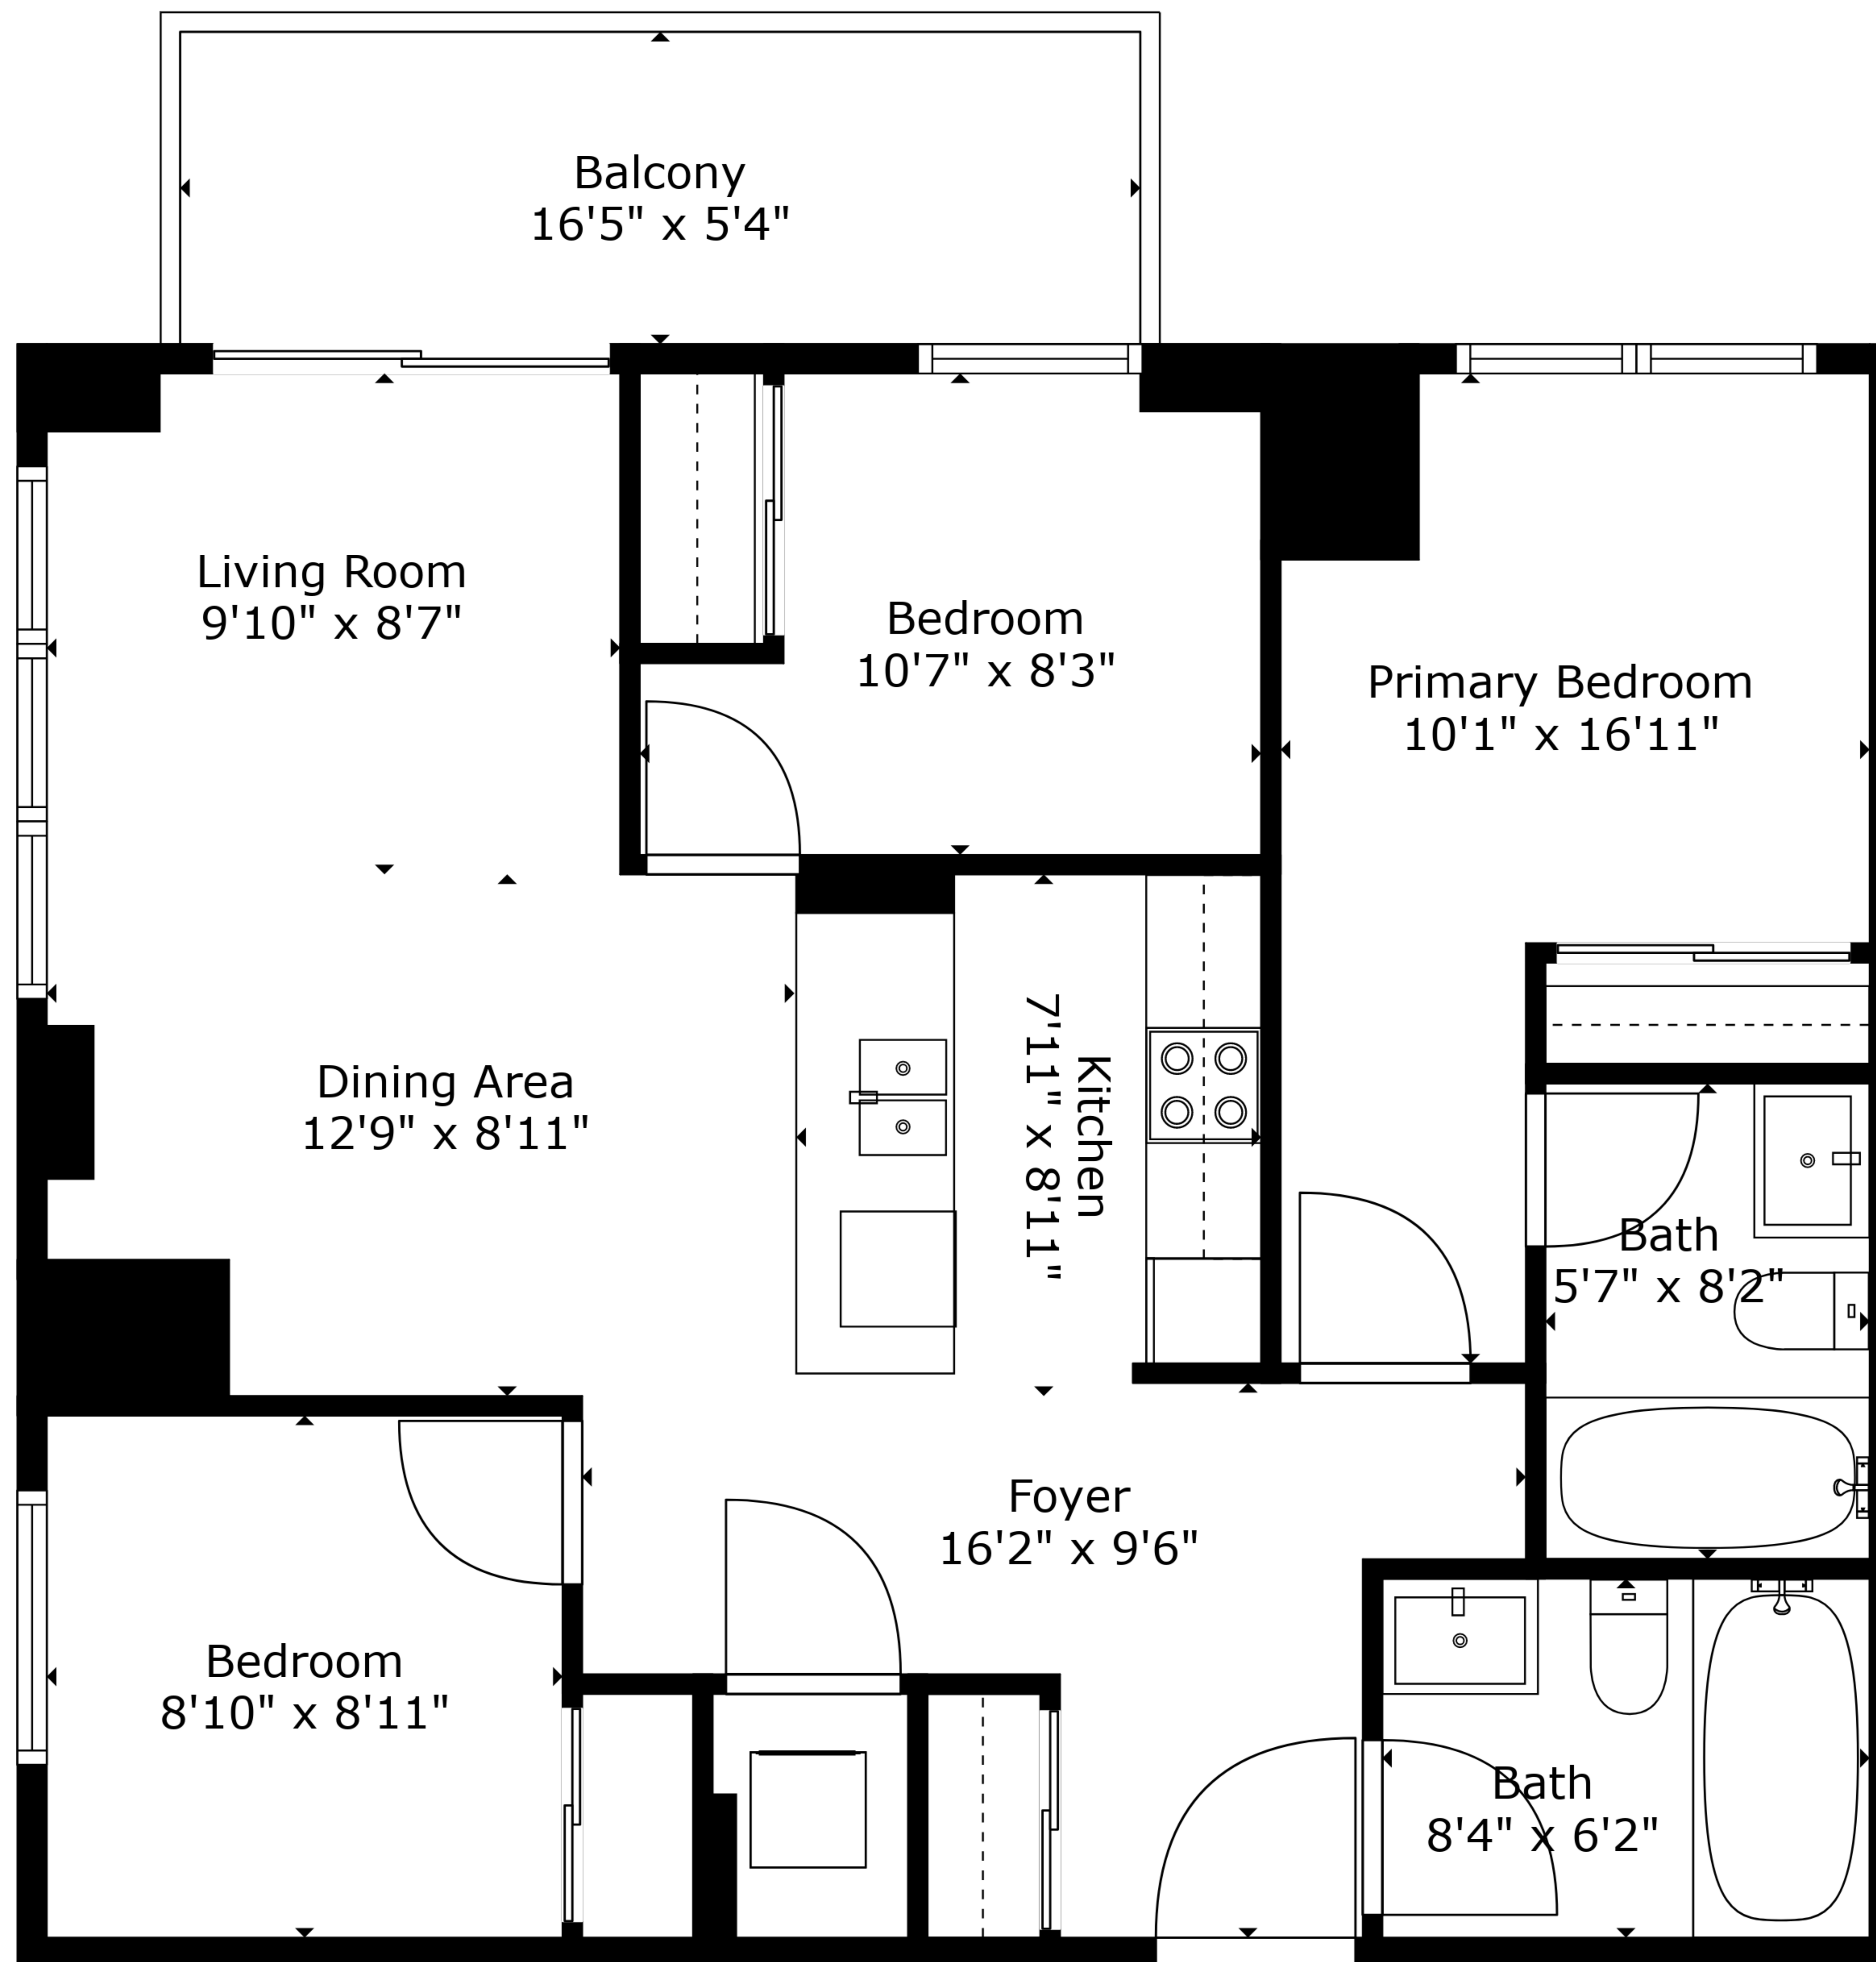 Balcony
16'5" x 5'4"
Living Room
9'10" x 8'7"
Bedroom
10'7" x 8'3"
Primary Bedroom
10'1" x 16'11"
Dining Area
12'9" x 8'11"
Kitchen
7'11" x 8'11"
Bath
5'7" x 8'2"
Foyer
16'2" x 9'6"
Bedroom
8'10" x 8'11"
Bath
8'4" x 6'2"